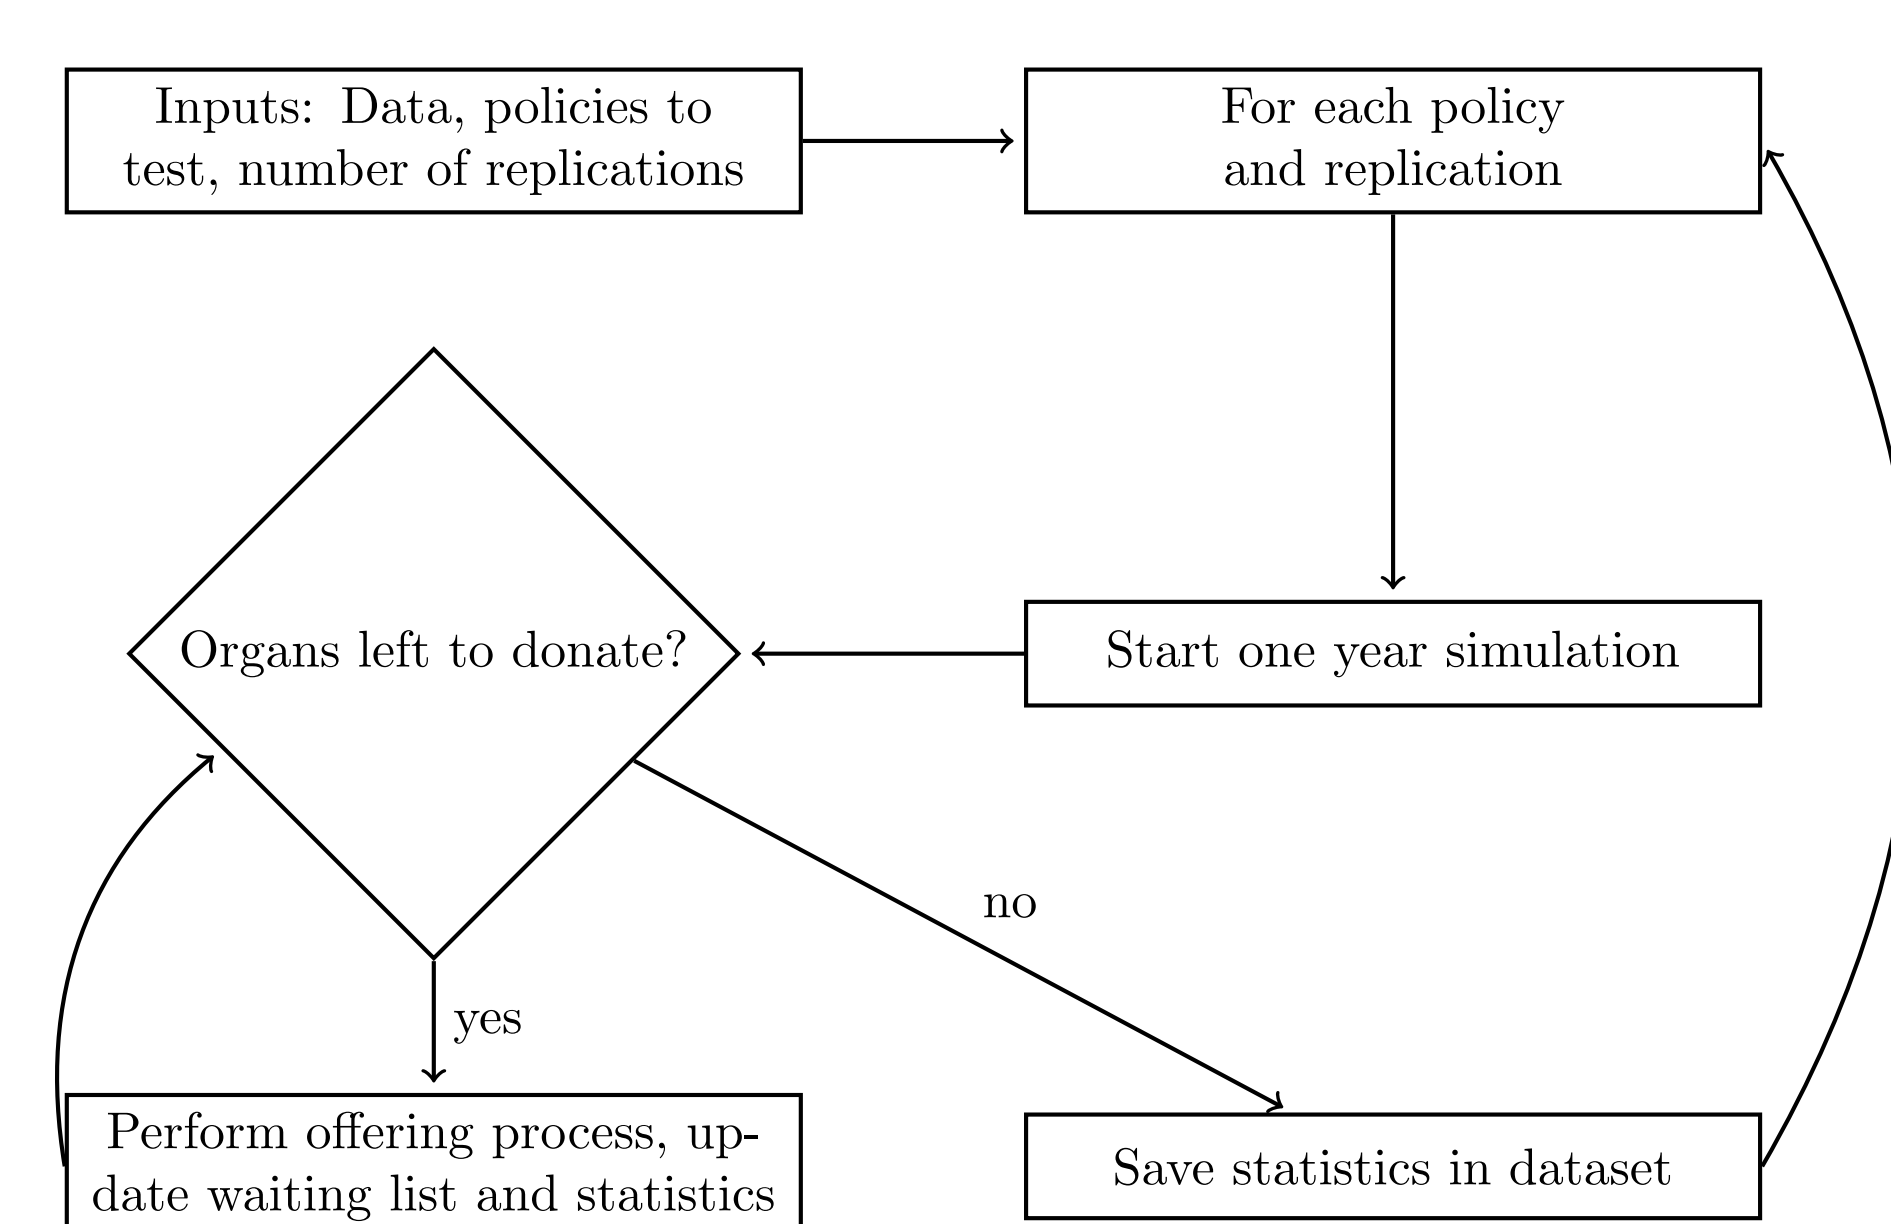 Inputs: Data, policies to
test, number of replications
For each policy
and replication
Organs left to donate?
Start one year simulation
no
yes
Perform offering process, up-
date waiting list and statistics
Save statistics in dataset